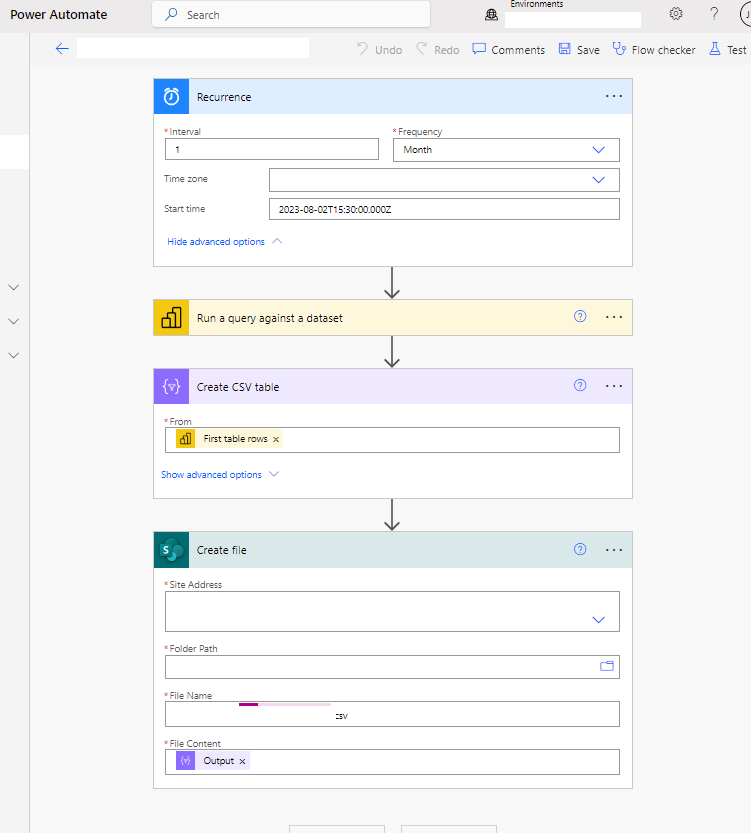 Power Automate
Search
Environments
?
Undo
Redo
Comments
Save
Flow checker
Test
Recurrence
...
* Interval
* Frequency
1
Month
Time zone
Start time
2023-08-02T15:30:00.000Z
Hide advanced options
Run a query against a dataset
? ...
Create CSV table
? ...
* From
First table rows ×
Show advanced options
S
Create file
? ...
* Site Address
* Folder Path
* File Name
csv
* File Content
Output ×